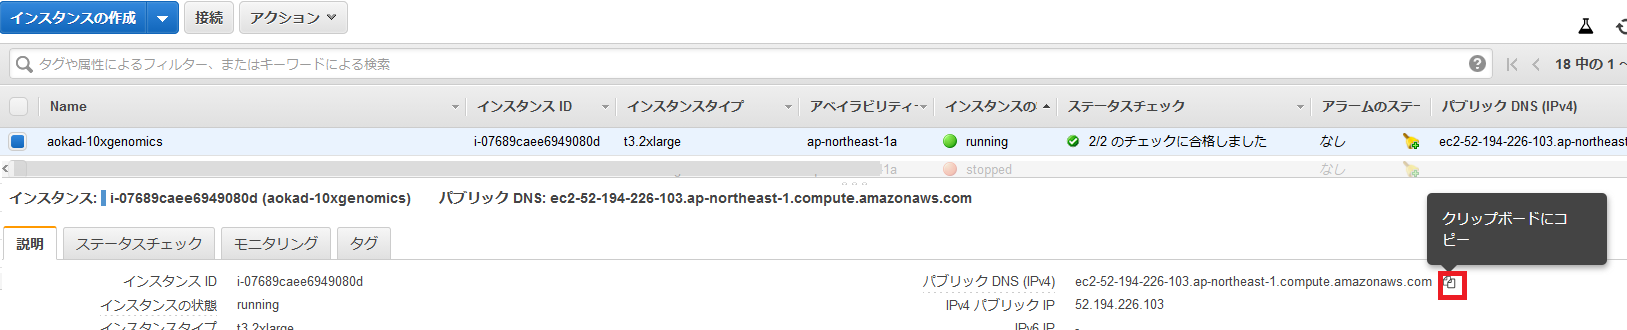 インスタンスの作成 接続 アクション
タグや属性によるフィルター、またはキーワードによる検索 18 中の 1 ～
Name インスタンス ID インスタンスタイプ アベイラビリティー インスタンスの ステータスチェック アラームのステー パブリック DNS (IPv4)
aokad-10xgenomics i-07689caee6949080d t3.2xlarge ap-northeast-1a running 2/2 のチェックに合格しました なし ec2-52-194-226-103.ap-northeas
1a stopped なし
インスタンス: i-07689caee6949080d (aokad-10xgenomics) パブリック DNS: ec2-52-194-226-103.ap-northeast-1.compute.amazonaws.com
クリップボードにコ
ピー
説明 ステータスチェック モニタリング タグ
インスタンス ID i-07689caee6949080d パブリック DNS (IPv4) ec2-52-194-226-103.ap-northeast-1.compute.amazonaws.com
インスタンスの状態 running IPv4 パブリック IP 52.194.226.103
インスタンスタイプ t3.2xlarge IPv6 IP -